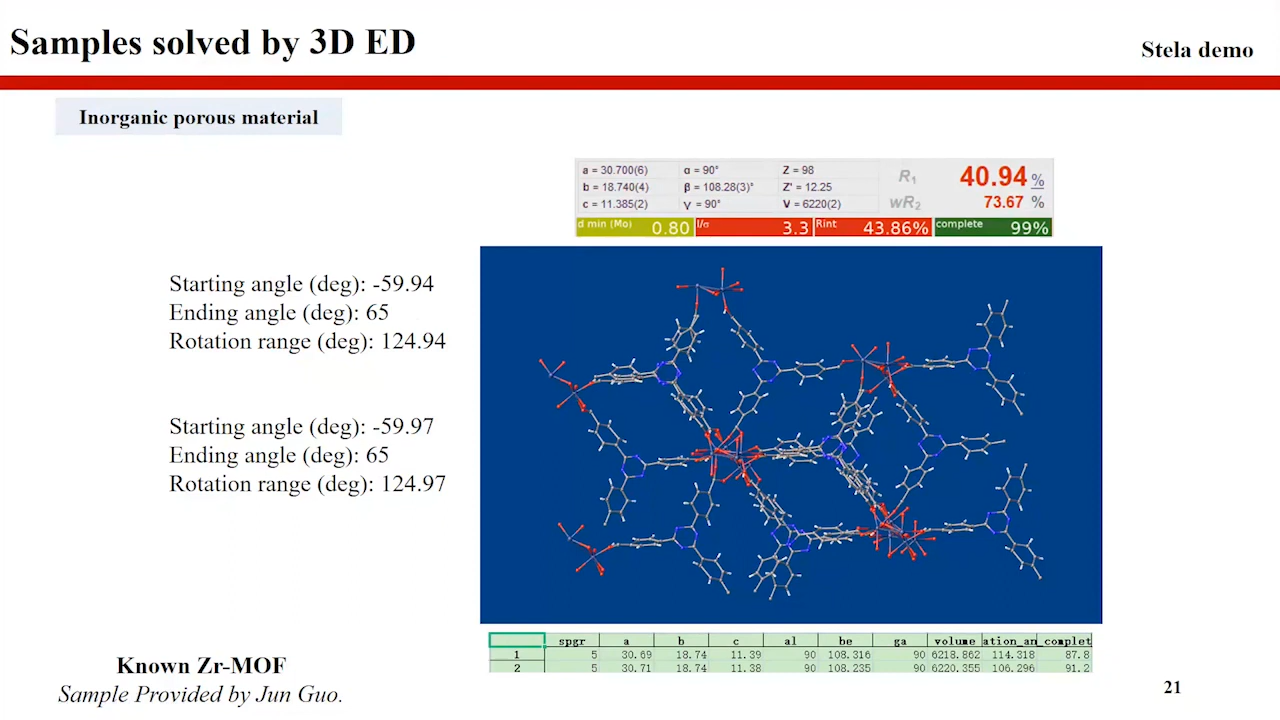 Samples solved by 3D ED
Stela demo
Inorganic porous material
a = 30.700(6) α = 90° Z = 98
b = 18.740(4) β = 108.28(3)° Z' = 12.25
c = 11.385(2) γ = 90° V = 6220(2)
R1 40.94 %
wR2 73.67 %
d min (Mo) 0.80 I/σ 3.3 Rint 43.86% complete 99%
Starting angle (deg): -59.94
Ending angle (deg): 65
Rotation range (deg): 124.94
Starting angle (deg): -59.97
Ending angle (deg): 65
Rotation range (deg): 124.97
spgr a b c al be ga volume ation_an complet
1 5 30.69 18.74 11.39 90 108.316 90 6218.862 114.318 87.8
2 5 30.71 18.74 11.38 90 108.235 90 6220.355 106.296 91.2
Known Zr-MOF
Sample Provided by Jun Guo.
21